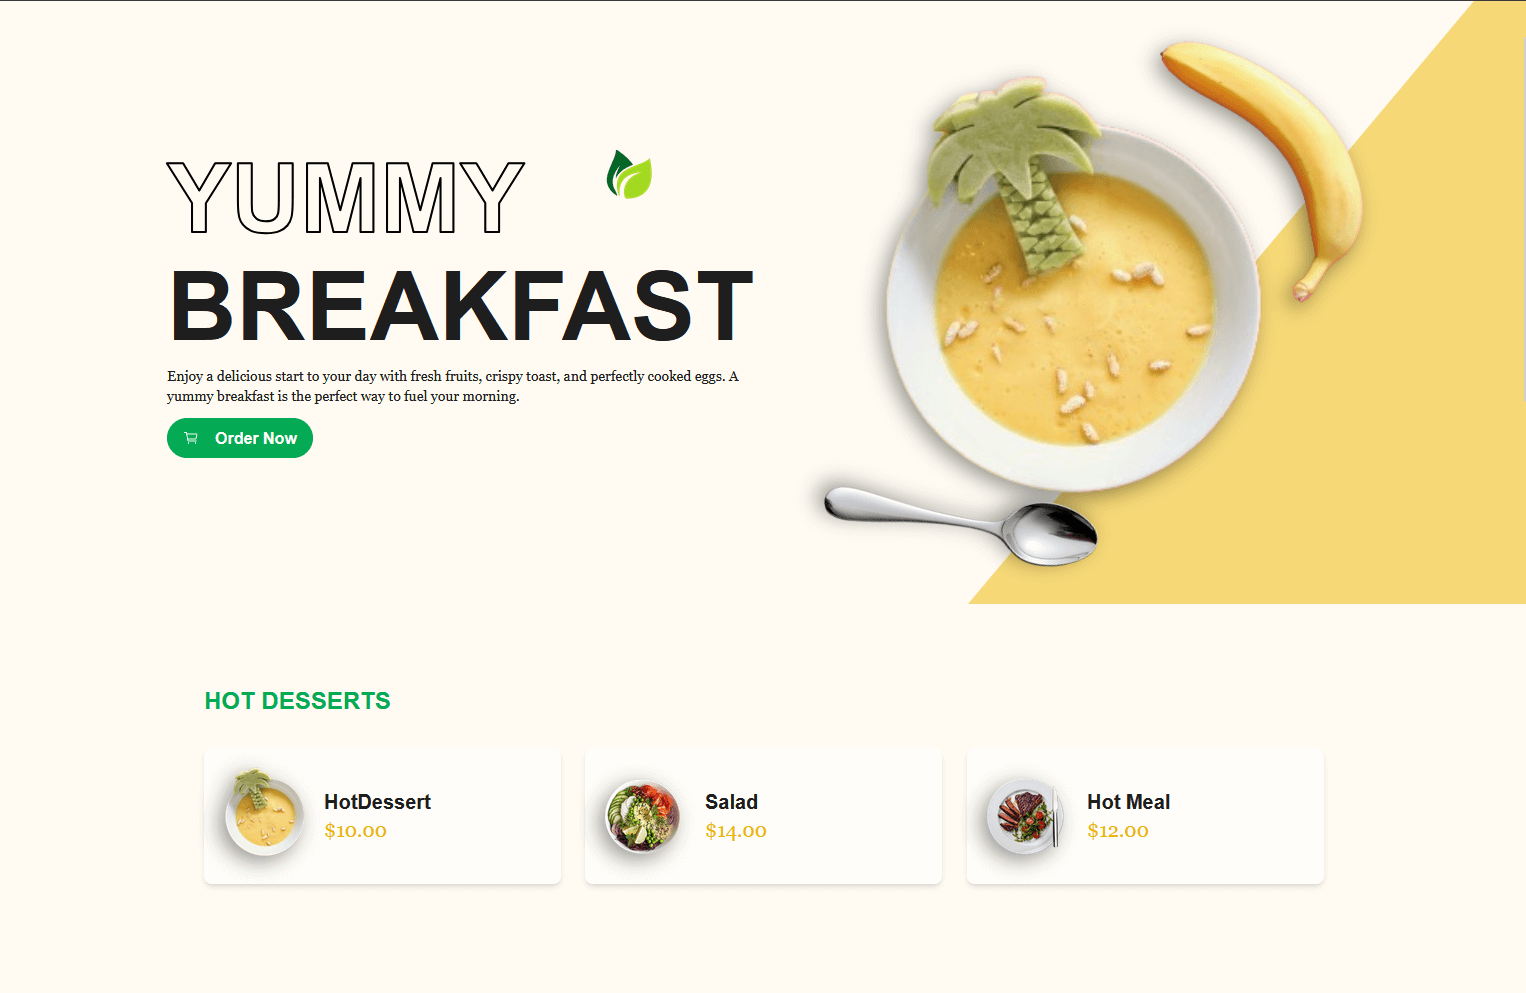 YUMMY
BREAKFAST
Enjoy a delicious start to your day with fresh fruits, crispy toast, and perfectly cooked eggs. A
yummy breakfast is the perfect way to fuel your morning.
Order Now
HOT DESSERTS
HotDessert
$10.00
Salad
$14.00
Hot Meal
$12.00